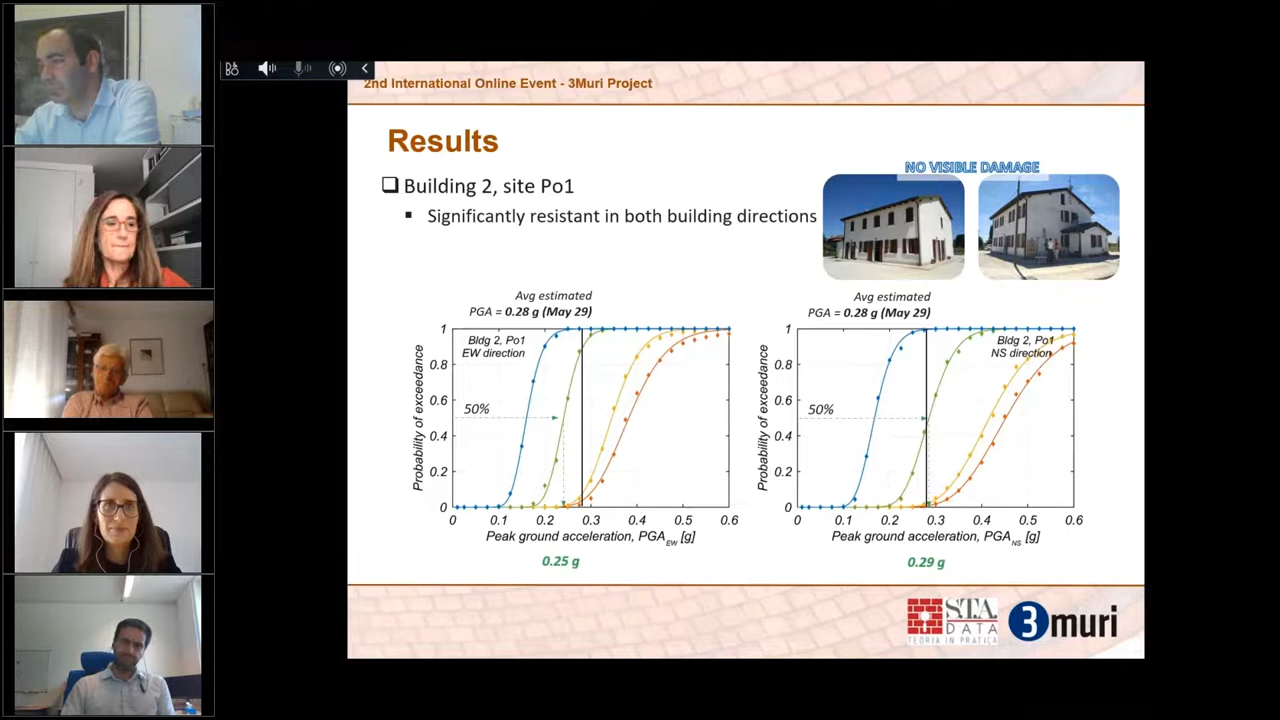 2nd International Online Event - 3Muri Project
Results
Building 2, site Po1
Significantly resistant in both building directions
NO VISIBLE DAMAGE
Avg estimated
PGA = 0.28 g (May 29)
Bldg 2, Po1
EW direction
50%
Probability of exceedance
1
0.8
0.6
0.4
0.2
0
0 0.1 0.2 0.3 0.4 0.5 0.6
Peak ground acceleration, PGA EW [g]
0.25 g
Avg estimated
PGA = 0.28 g (May 29)
Bldg 2, Po1
NS direction
50%
Probability of exceedance
1
0.8
0.6
0.4
0.2
0
0 0.1 0.2 0.3 0.4 0.5 0.6
Peak ground acceleration, PGA NS [g]
0.29 g
S.T.A.
DATA
TEORIA IN PRATICA
3muri